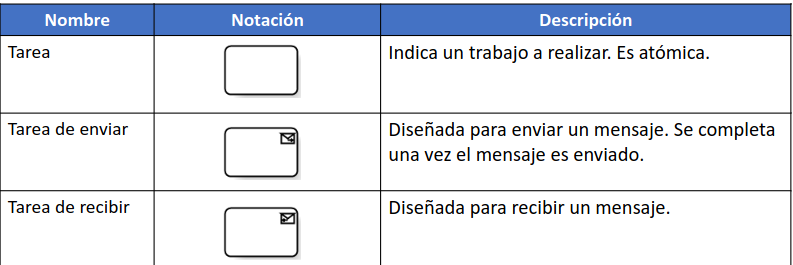 Nombre Notación Descripción
Tarea Indica un trabajo a realizar. Es atómica.
Tarea de enviar Diseñada para enviar un mensaje. Se completa
una vez el mensaje es enviado.
Tarea de recibir Diseñada para recibir un mensaje.